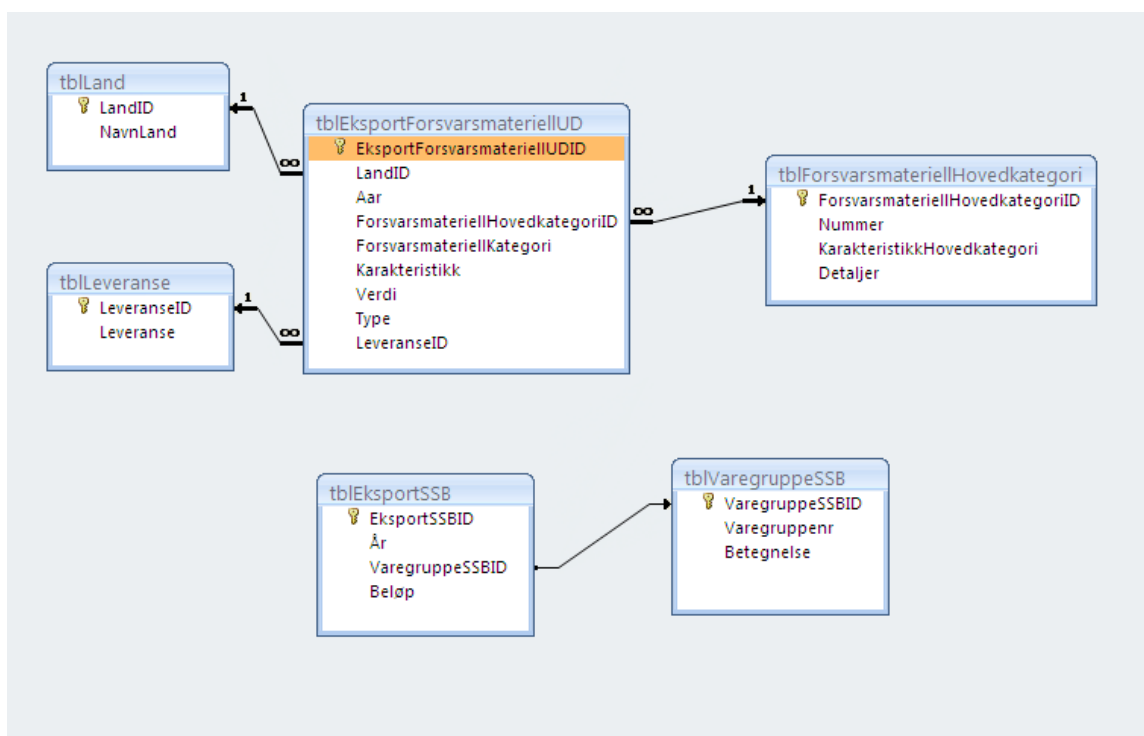 tblLand
LandID
NavnLand
1
∞
tblEksportForsvarsmateriellUD
EksportForsvarsmateriellUDID
LandID
Aar
ForsvarsmateriellHovedkategoriID
ForsvarsmateriellKategori
Karakteristikk
Verdi
Type
LeveranseID
∞
1
tblForsvarsmateriellHovedkategori
ForsvarsmateriellHovedkategoriID
Nummer
KarakteristikkHovedkategori
Detaljer
tblLeveranse
LeveranseID
Leveranse
1
∞
tblEksportSSB
EksportSSBID
År
VaregruppeSSBID
Beløp
tblVaregruppeSSB
VaregruppeSSBID
Varegruppenr
Betegnelse